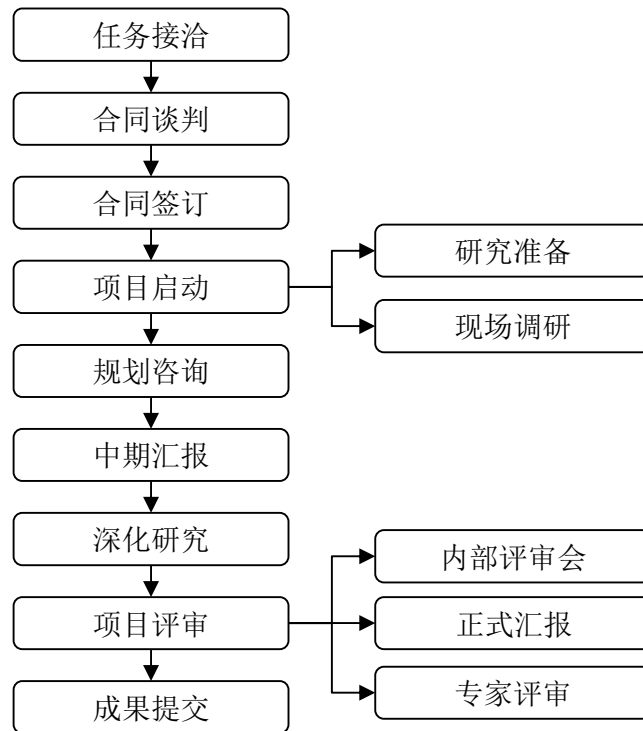 任务接洽
合同谈判
合同签订
项目启动
研究准备
现场调研
规划咨询
中期汇报
深化研究
项目评审
内部评审会
正式汇报
专家评审
成果提交